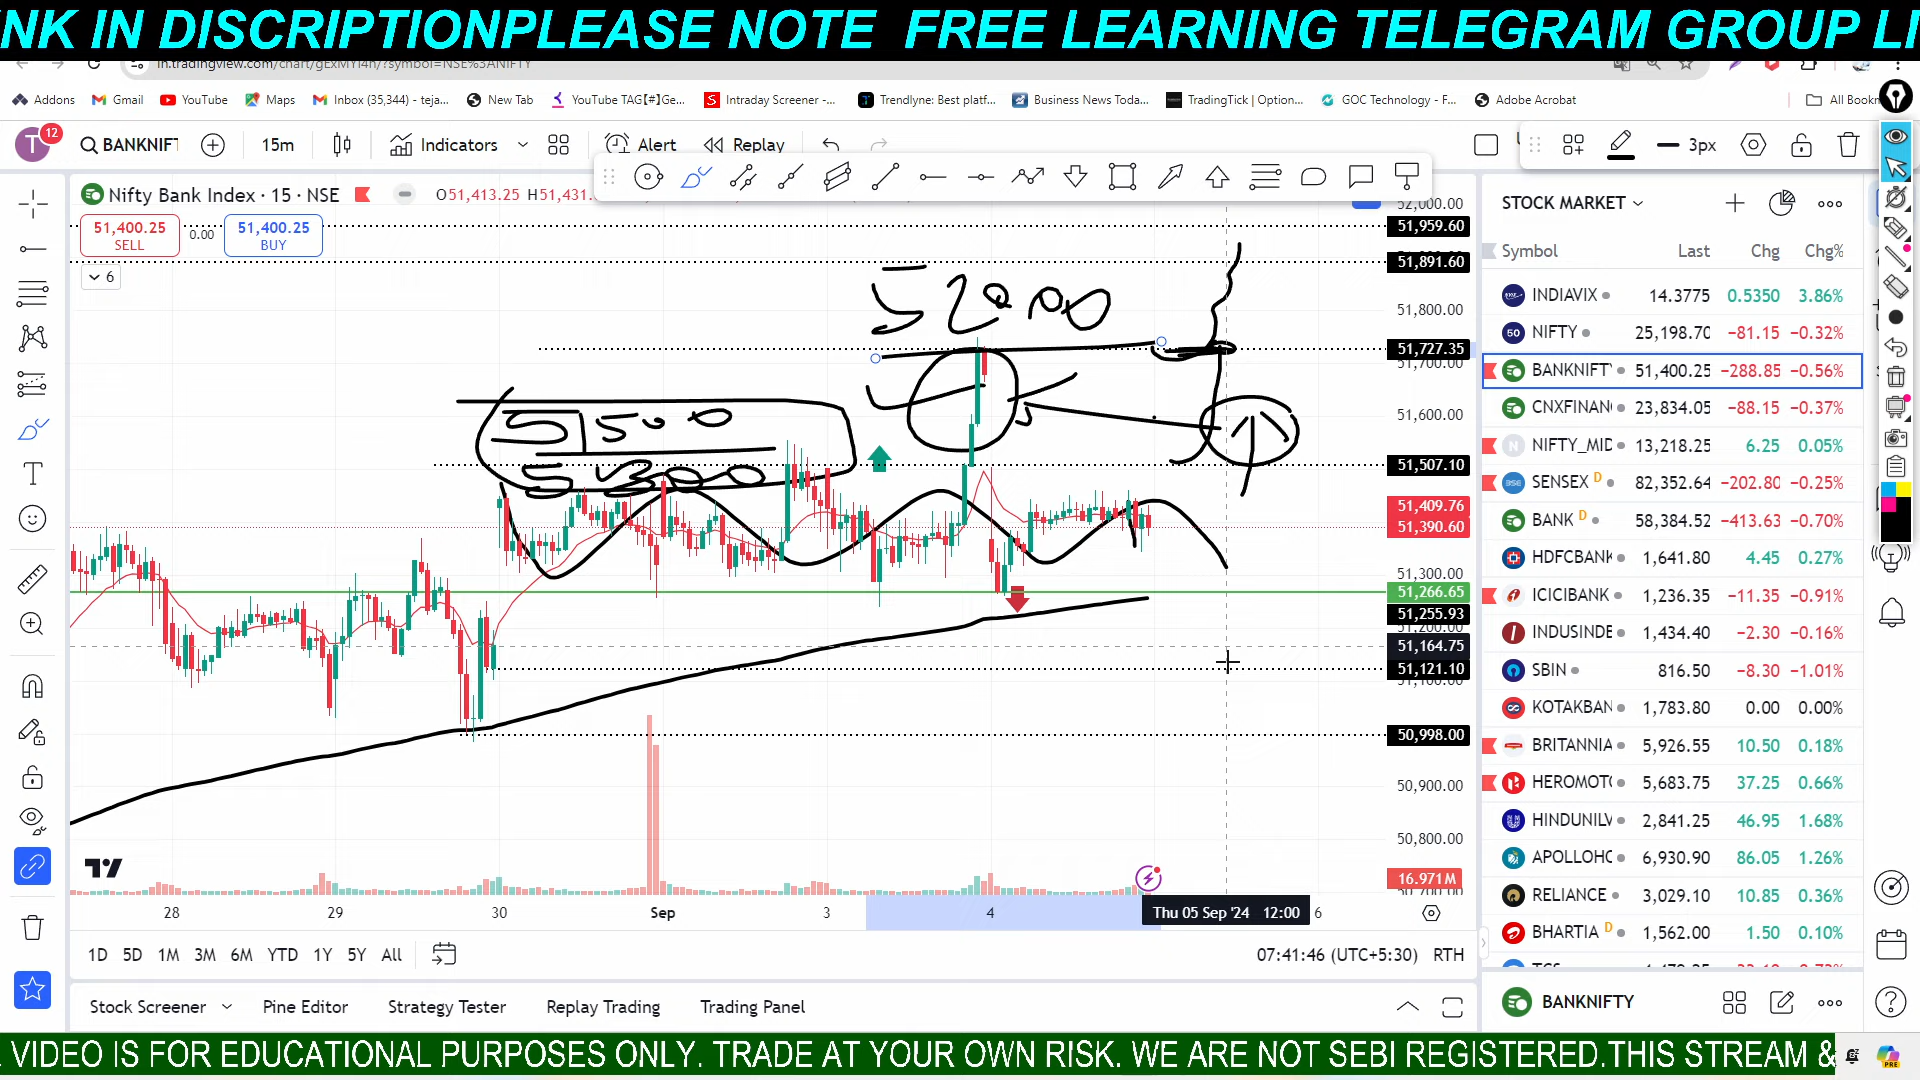 NK IN DISCRIPTIONPLEASE NOTE  FREE LEARNING TELEGRAM GROUP LI
in.tradingview.com/chart/gExMYI4n/?symbol=NSE%3ANIFTY
Addons
Gmail
YouTube
Maps
Inbox (35,344) - teja...
New Tab
YouTube TAG【#】Ge...
Intraday Screener -...
Trendlyne: Best platf...
Business News Toda...
TradingTick | Option...
GOC Technology - F...
Adobe Acrobat
All Bookn
T 12
BANKNIFT
15m
Indicators
Alert
Replay
3px
Nifty Bank Index · 15 · NSE
O51,413.25 H51,431.
51,400.25
SELL
0.00
51,400.25
BUY
6
52000
51500
52,000.00
51,959.60
51,891.60
51,800.00
51,727.35
51,700.00
51,600.00
51,507.10
51,409.76
51,390.60
51,300.00
51,266.65
51,255.93
51,200.00
51,164.75
51,121.10
51,100.00
50,998.00
50,900.00
50,800.00
16.971M
50,700.00
28 29 30 Sep 3 4
Thu 05 Sep '24 12:00
6
1D 5D 1M 3M 6M YTD 1Y 5Y All
07:41:46 (UTC+5:30) RTH
Stock Screener
Pine Editor
Strategy Tester
Replay Trading
Trading Panel
STOCK MARKET
Symbol Last Chg Chg%
INDIAVIX 14.3775 0.5350 3.86%
NIFTY 25,198.70 −81.15 −0.32%
BANKNIFT 51,400.25 −288.85 −0.56%
CNXFINAN 23,834.05 −88.15 −0.37%
NIFTY_MID 13,218.25 6.25 0.05%
SENSEX D 82,352.64 −202.80 −0.25%
BANK D 58,384.52 −413.63 −0.70%
HDFCBANK 1,641.80 4.45 0.27%
ICICIBANK 1,236.35 −11.35 −0.91%
INDUSINDB 1,434.40 −2.30 −0.16%
SBIN 816.50 −8.30 −1.01%
KOTAKBAN 1,783.80 0.00 0.00%
BRITANNIA 5,926.55 10.50 0.18%
HEROMOTO 5,683.75 37.25 0.66%
HINDUNILV 2,841.25 46.95 1.68%
APOLLOHO 6,930.90 86.05 1.26%
RELIANCE 3,029.10 10.85 0.36%
BHARTIA D 1,562.00 1.50 0.10%
BANKNIFTY
VIDEO IS FOR EDUCATIONAL PURPOSES ONLY. TRADE AT YOUR OWN RISK. WE ARE NOT SEBI REGISTERED.THIS STREAM &